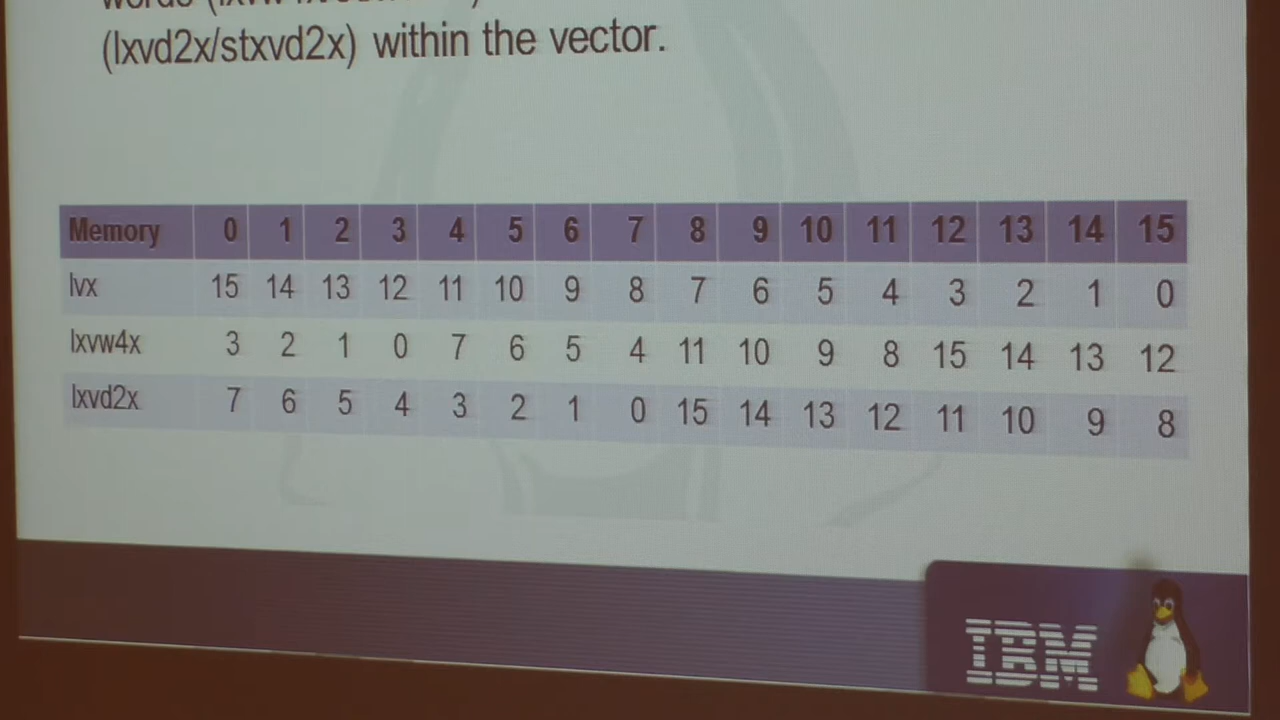 words
(lxvd2x/stxvd2x) within the vector.
Memory 0 1 2 3 4 5 6 7 8 9 10 11 12 13 14 15
lvx 15 14 13 12 11 10 9 8 7 6 5 4 3 2 1 0
lxvw4x 3 2 1 0 7 6 5 4 11 10 9 8 15 14 13 12
lxvd2x 7 6 5 4 3 2 1 0 15 14 13 12 11 10 9 8
IBM